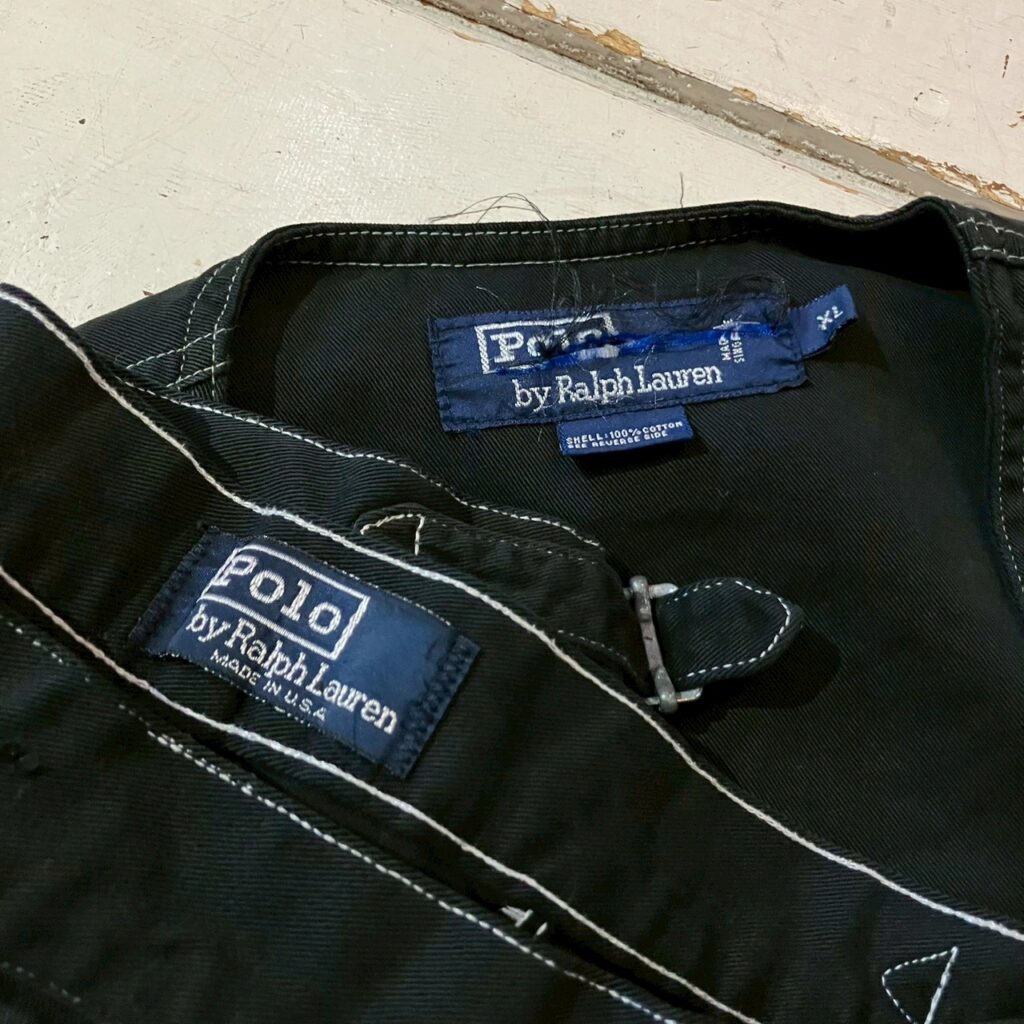 Polo
by Ralph Lauren
XL
SHELL: 100% COTTON
SEE REVERSE SIDE
Polo
by Ralph Lauren
MADE IN U.S.A